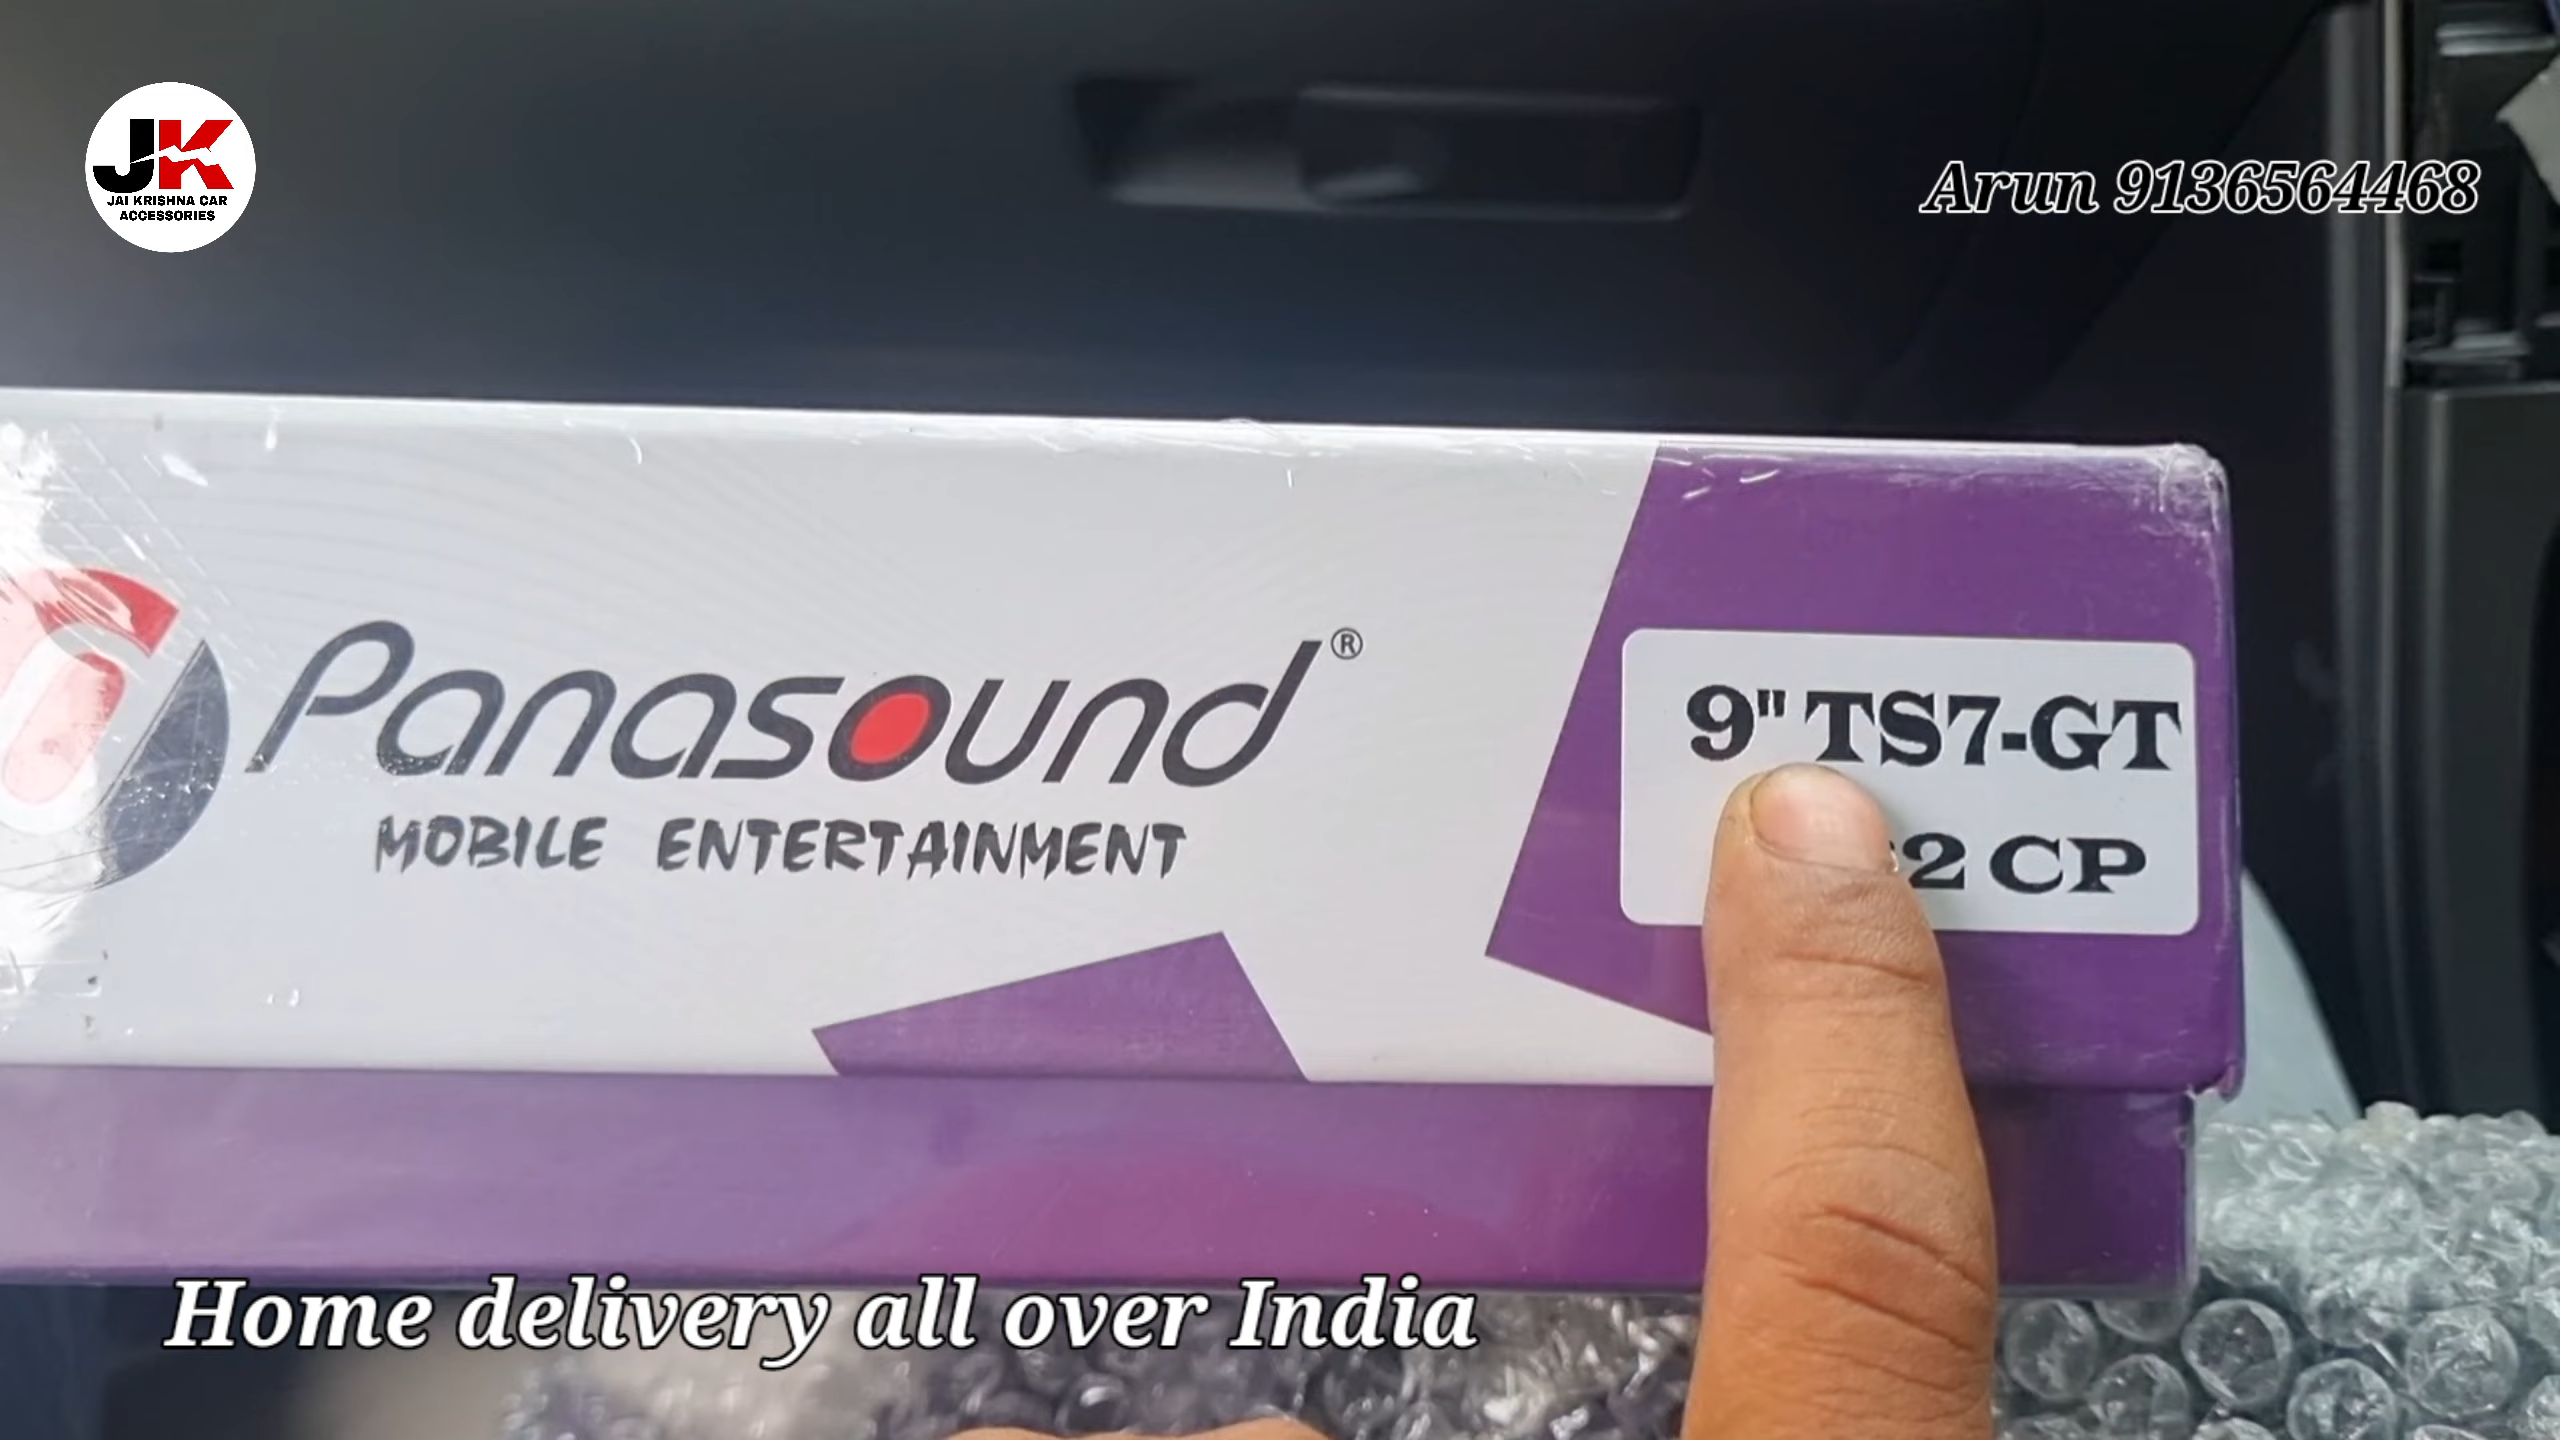 JK
JAI KRISHNA CAR
ACCESSORIES
Arun 9136564468
Panasound®
MOBILE ENTERTAINMENT
9" TS7-GT
CP
Home delivery all over India